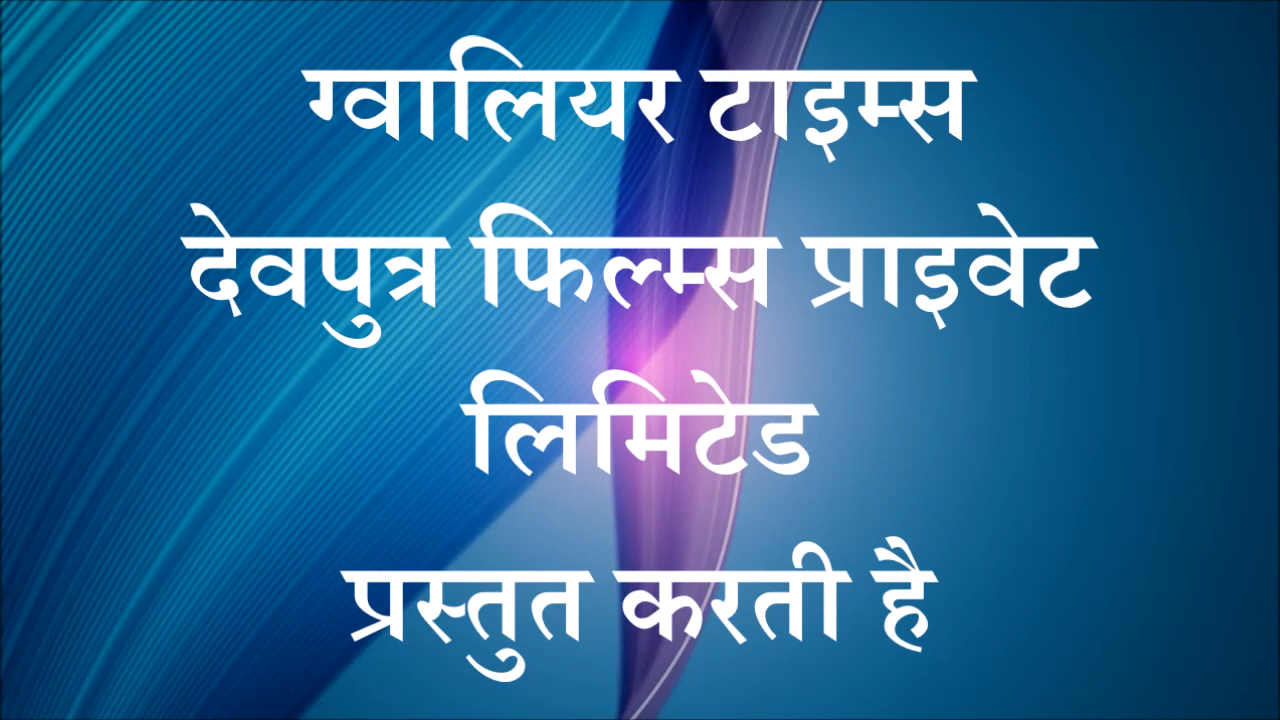 ग्वालियर टाइम्स
देवपुत्र फिल्म्स प्राइवेट
लिमिटेड
प्रस्तुत करती है